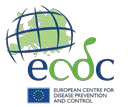 ecdc
EUROPEAN CENTRE FOR
DISEASE PREVENTION
AND CONTROL